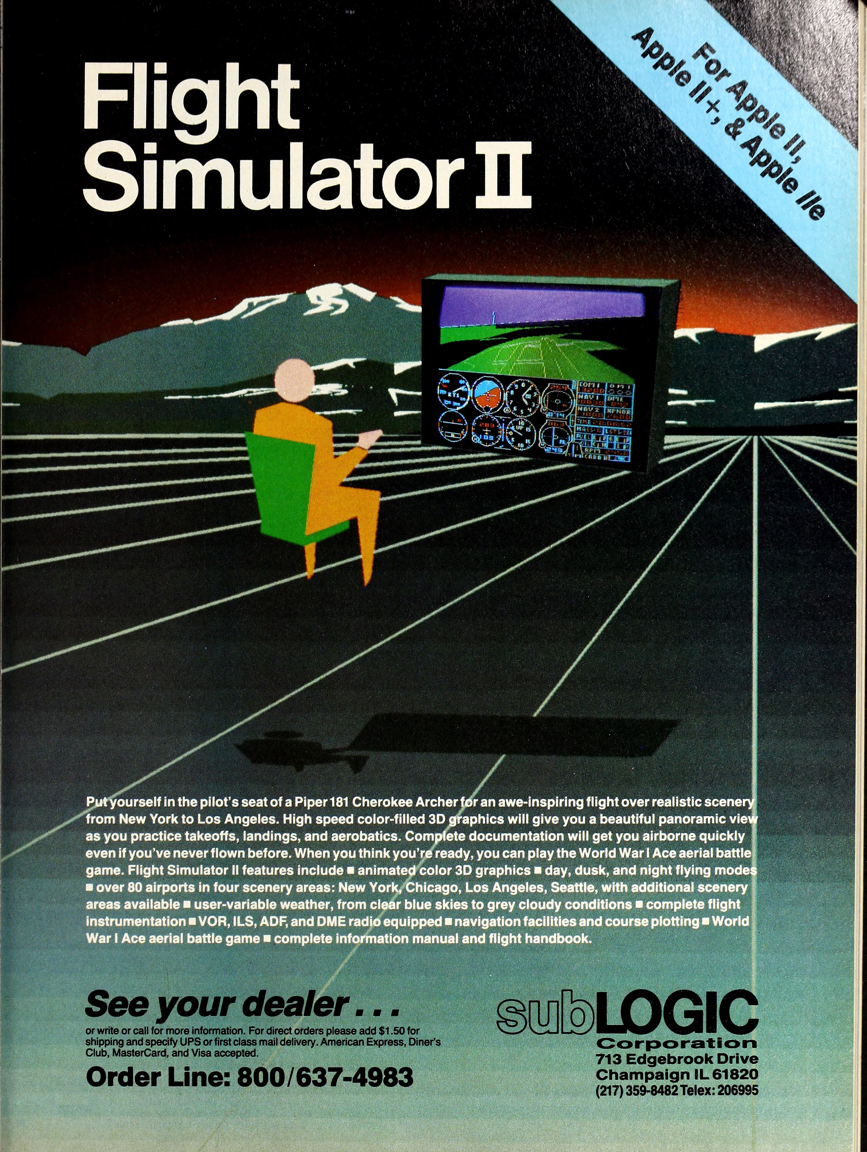 Flight
Simulator II
For Apple II,
Apple II+, & Apple IIe
Put yourself in the pilot's seat of a Piper 181 Cherokee Archer for an awe-inspiring flight over realistic scenery
from New York to Los Angeles. High speed color-filled 3D graphics will give you a beautiful panoramic view
as you practice takeoffs, landings, and aerobatics. Complete documentation will get you airborne quickly
even if you've never flown before. When you think you're ready, you can play the World War I Ace aerial battle
game. Flight Simulator II features include ■ animated color 3D graphics ■ day, dusk, and night flying modes
■ over 80 airports in four scenery areas: New York, Chicago, Los Angeles, Seattle, with additional scenery
areas available ■ user-variable weather, from clear blue skies to grey cloudy conditions ■ complete flight
instrumentation ■ VOR, ILS, ADF, and DME radio equipped ■ navigation facilities and course plotting ■ World
War I Ace aerial battle game ■ complete information manual and flight handbook.
See your dealer . . .
or write or call for more information. For direct orders please add $1.50 for
shipping and specify UPS or first class mail delivery. American Express, Diner's
Club, MasterCard, and Visa accepted.
Order Line: 800/637-4983
subLOGIC
Corporation
713 Edgebrook Drive
Champaign IL 61820
(217) 359-8482 Telex: 206995